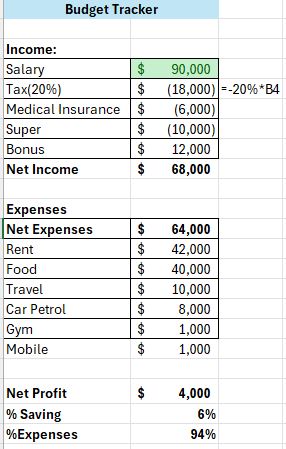 Budget Tracker
Income:
Salary $ 90,000
Tax(20%) $ (18,000) =-20%*B4
Medical Insurance $ (6,000)
Super $ (10,000)
Bonus $ 12,000
Net Income $ 68,000
Expenses
Net Expenses $ 64,000
Rent $ 42,000
Food $ 40,000
Travel $ 10,000
Car Petrol $ 8,000
Gym $ 1,000
Mobile $ 1,000
Net Profit $ 4,000
% Saving 6%
%Expenses 94%